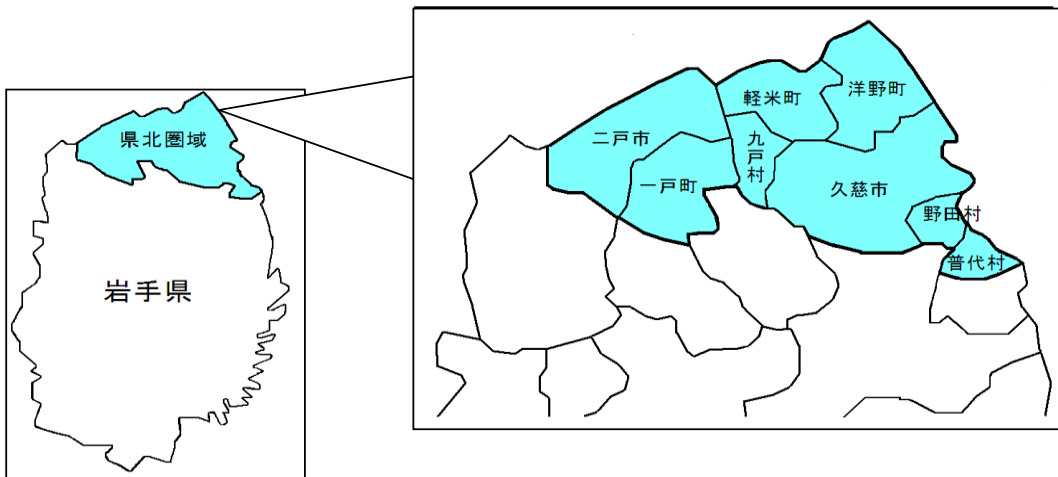 県北圏域
岩手県
洋野町
軽米町
二戸市
九戸村
一戸町
久慈市
野田村
普代村